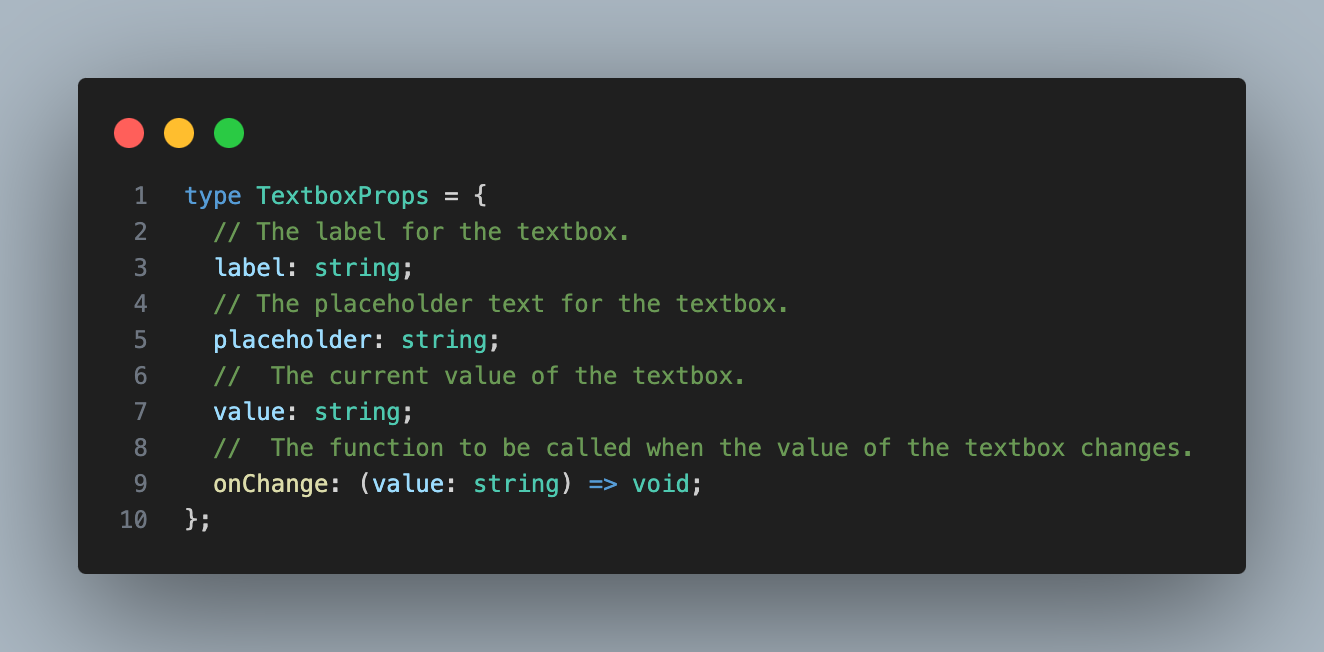 1 type TextboxProps = {
2 // The label for the textbox.
3 label: string;
4 // The placeholder text for the textbox.
5 placeholder: string;
6 //  The current value of the textbox.
7 value: string;
8 //  The function to be called when the value of the textbox changes.
9 onChange: (value: string) => void;
10 };